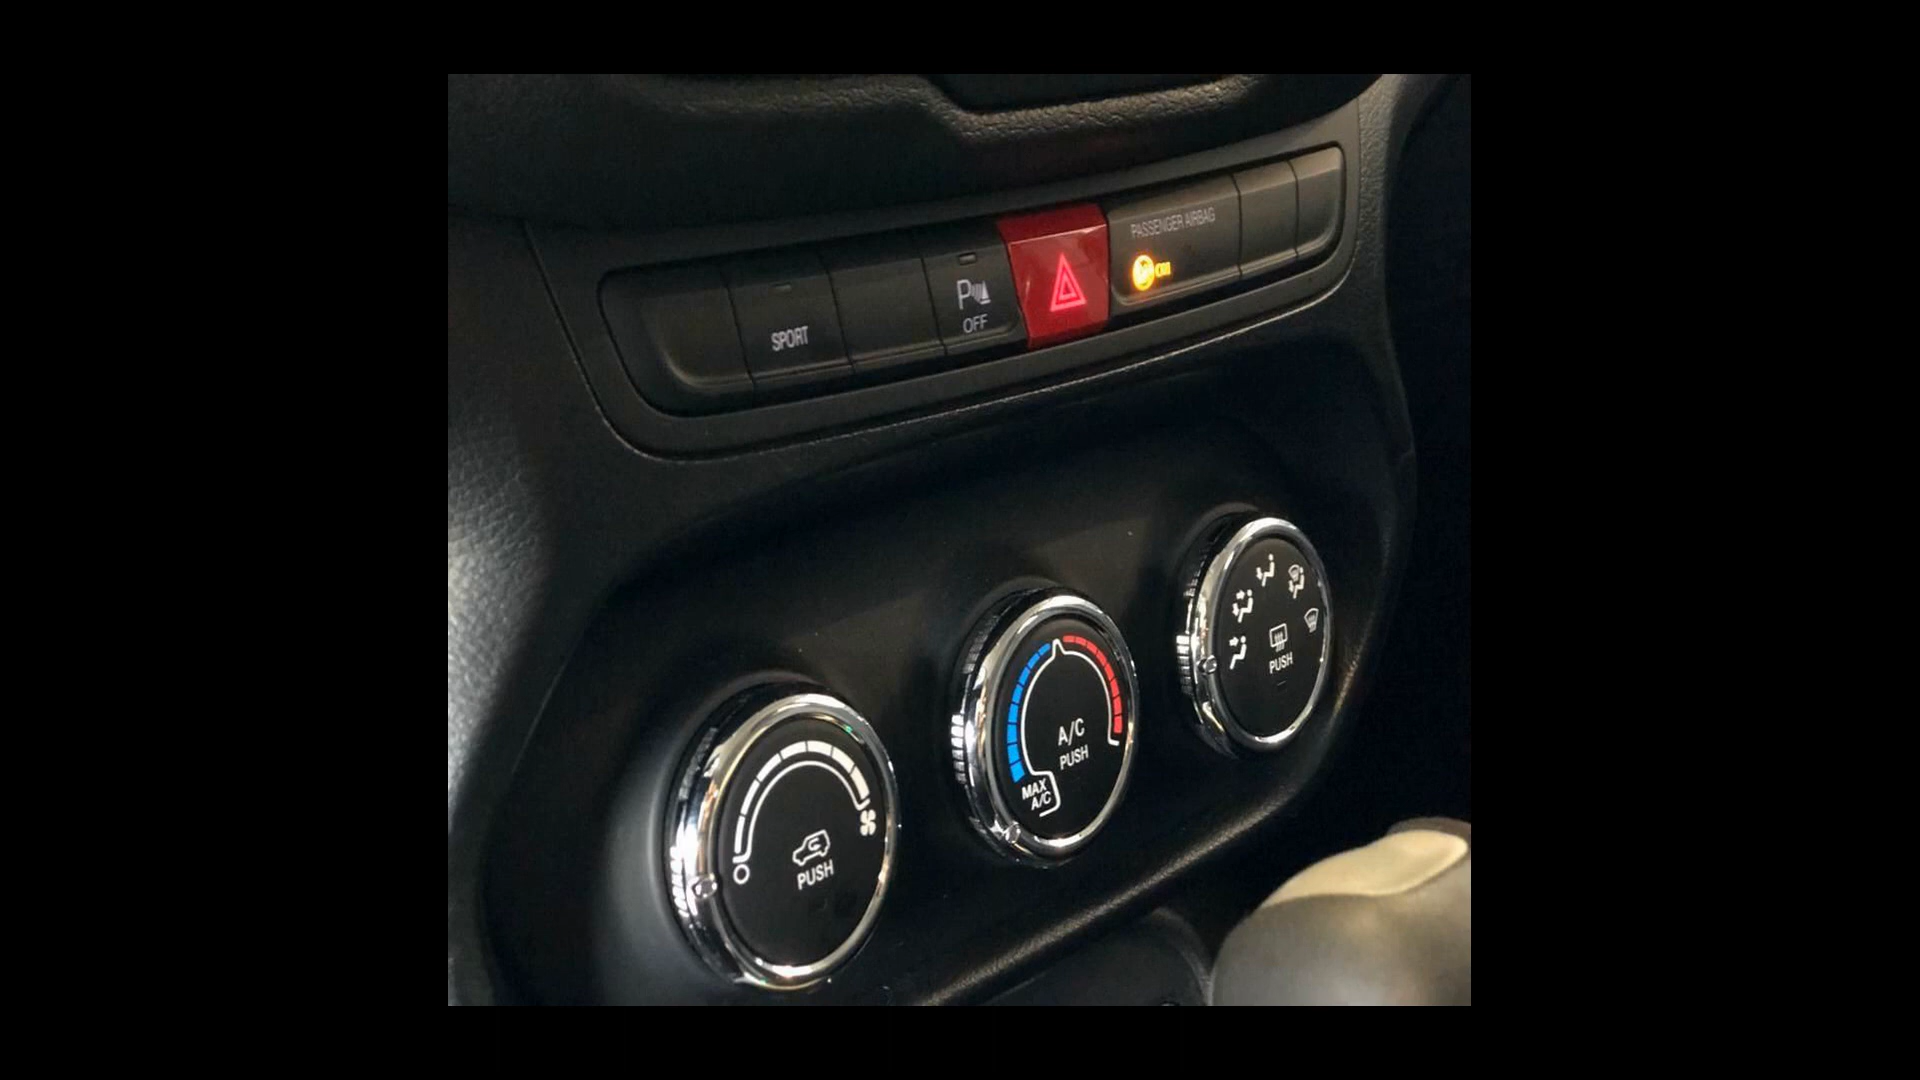 PASSENGER AIRBAG
SPORT
P
OFF
A/C
PUSH
MAX
A/C
PUSH
PUSH